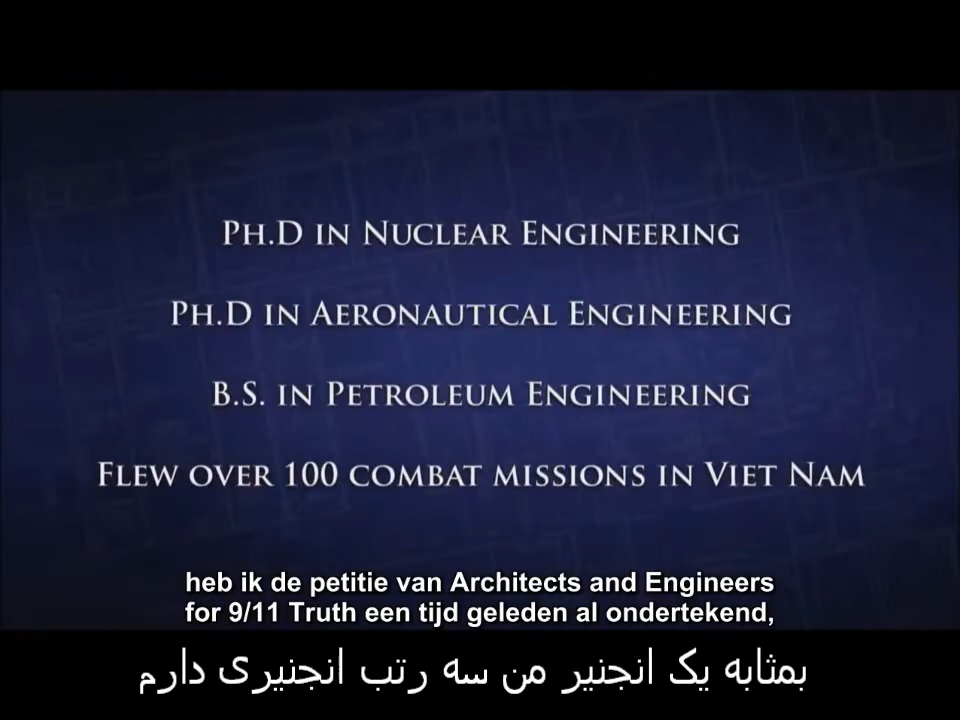 Ph.D in Nuclear Engineering
Ph.D in Aeronautical Engineering
B.S. in Petroleum Engineering
Flew over 100 combat missions in Viet Nam
heb ik de petitie van Architects and Engineers
for 9/11 Truth een tijd geleden al ondertekend,
بمثابه یک انجنیر من سه رتب انجنیری دارم